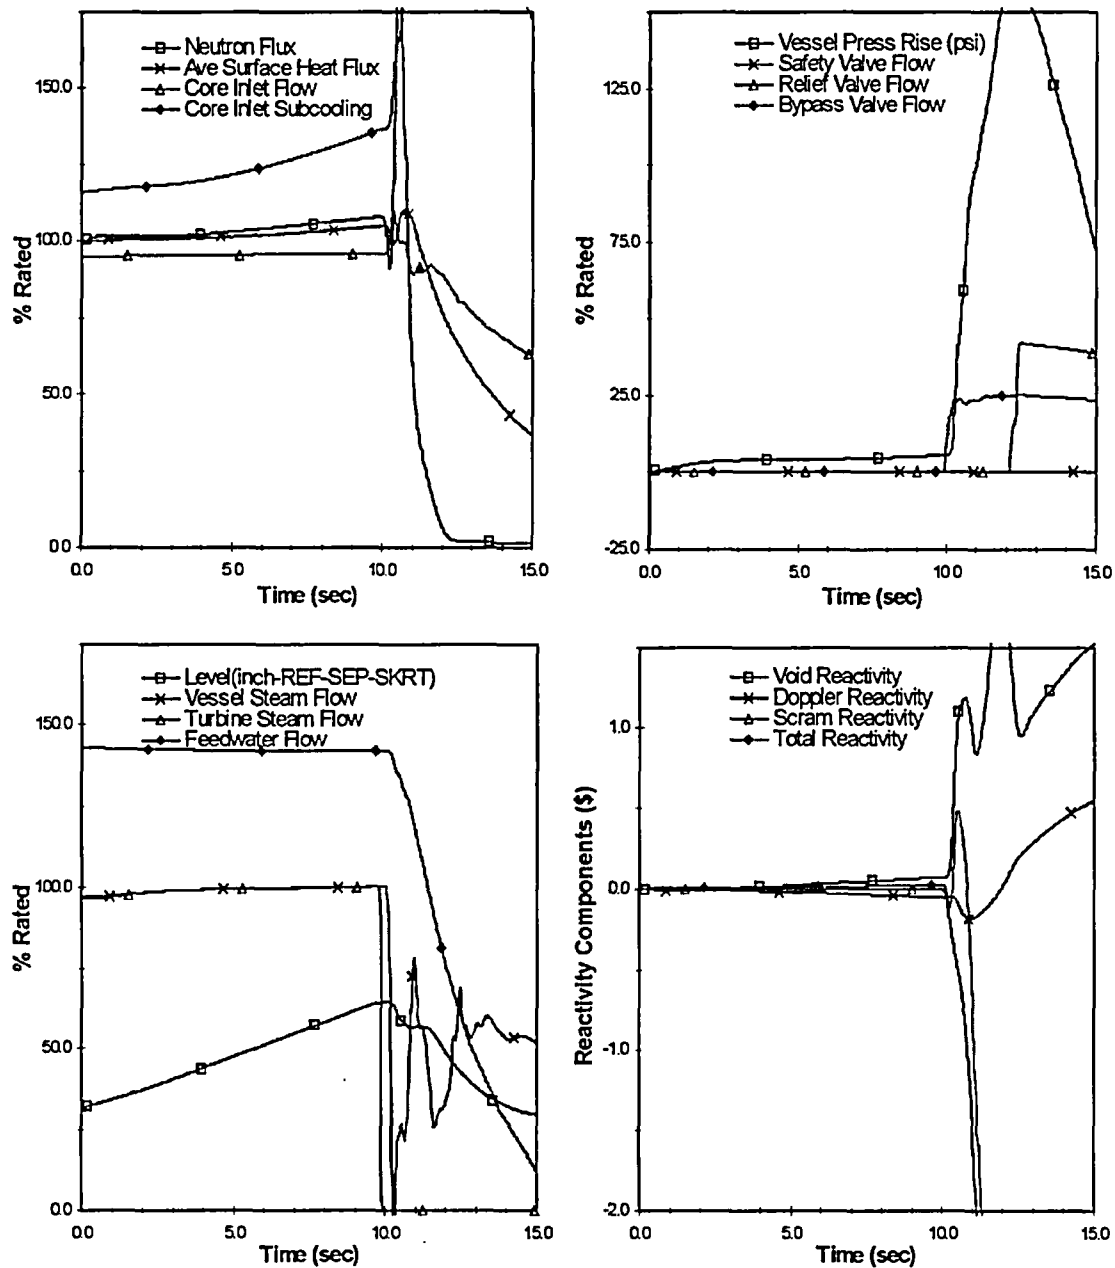 Neutron Flux
Ave Surface Heat Flux
Core Inlet Flow
Core Inlet Subcooling
150.0
100.0
50.0
0.0
% Rated
0.0 5.0 10.0 15.0
Time (sec)
Vessel Press Rise (psi)
Safety Valve Flow
Relief Valve Flow
Bypass Valve Flow
125.0
75.0
25.0
-25.0
% Rated
0.0 5.0 10.0 15.0
Time (sec)
Level(inch-REF-SEP-SKRT)
Vessel Steam Flow
Turbine Steam Flow
Feedwater Flow
150.0
100.0
50.0
0.0
% Rated
0.0 5.0 10.0 15.0
Time (sec)
Void Reactivity
Doppler Reactivity
Scram Reactivity
Total Reactivity
1.0
0.0
-1.0
-2.0
Reactivity Components ($)
0.0 5.0 10.0 15.0
Time (sec)